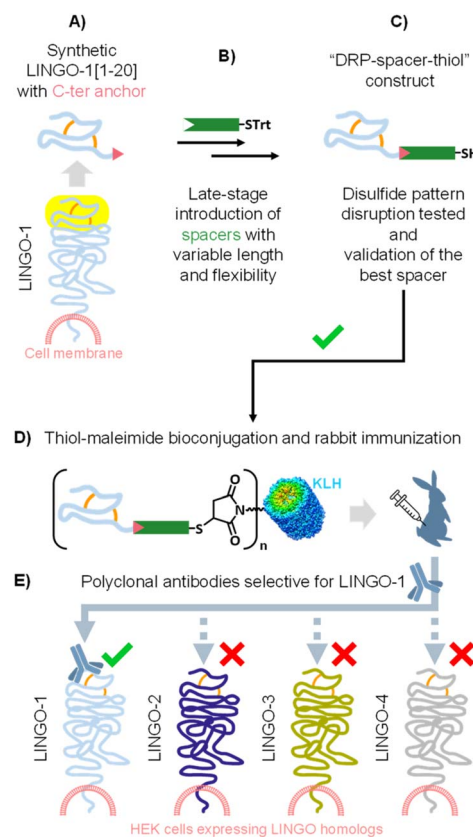 A)
Synthetic
LINGO-1[1-20]
with C-ter anchor
LINGO-1
Cell membrane
B)
STrt
Late-stage
introduction of
spacers with
variable length
and flexibility
C)
“DRP-spacer-thiol”
construct
SH
Disulfide pattern
disruption tested
and
validation of the
best spacer
D) Thiol-maleimide bioconjugation and rabbit immunization
S
O
N
O
n
KLH
E) Polyclonal antibodies selective for LINGO-1
LINGO-1
LINGO-2
LINGO-3
LINGO-4
HEK cells expressing LINGO homologs